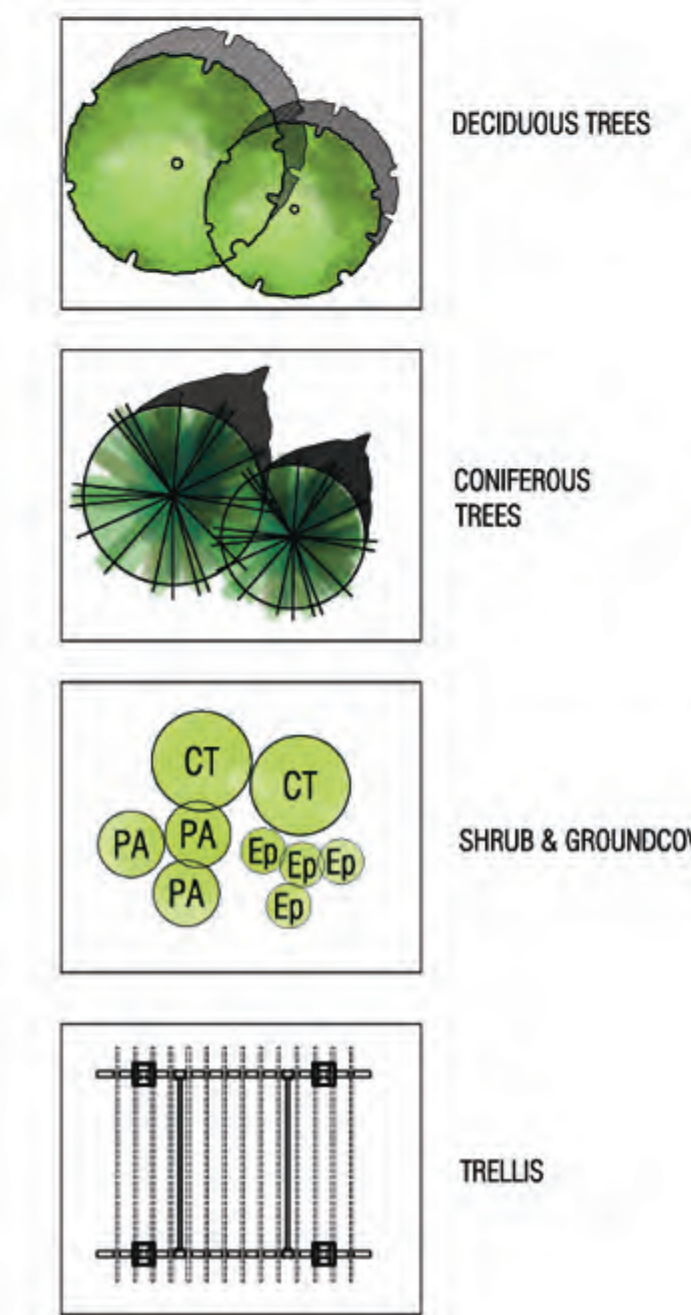 DECIDUOUS TREES
CONIFEROUS
TREES
CT
CT
PA
PA
PA
Ep
Ep
Ep
Ep
SHRUB & GROUNDCOV
TRELLIS